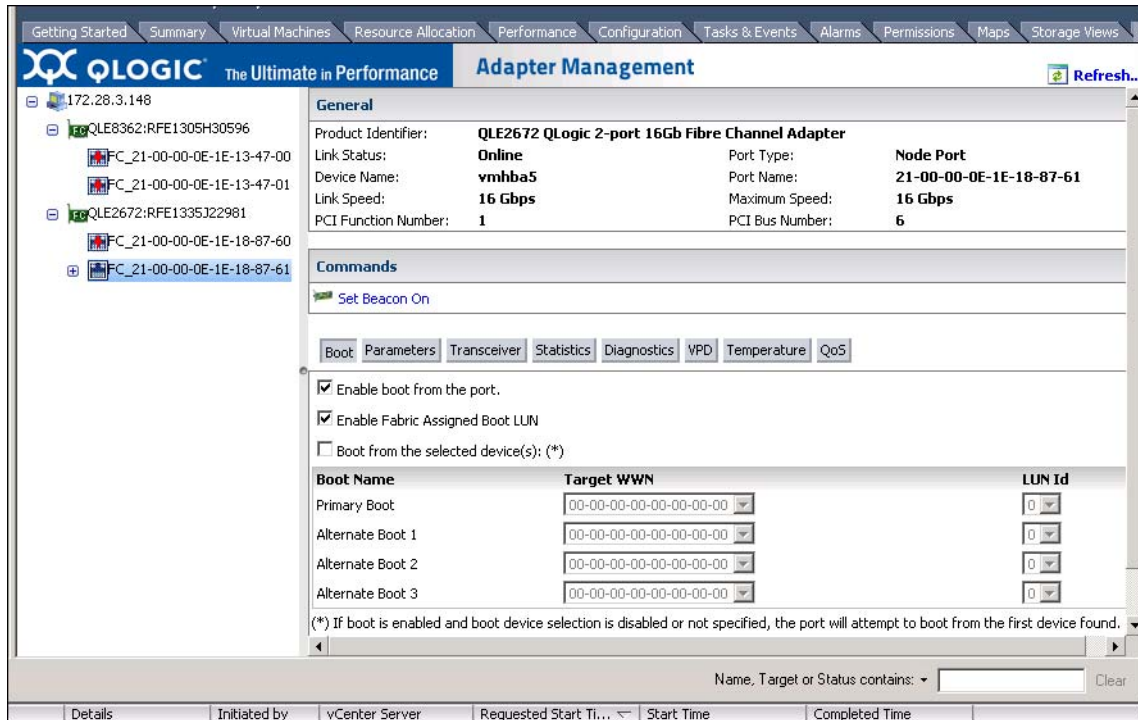 Getting Started Summary Virtual Machines Resource Allocation Performance Configuration Tasks & Events Alarms Permissions Maps Storage Views
QLOGIC The Ultimate in Performance Adapter Management
Refresh..
172.28.3.148
QLE8362:RFE1305H30596
FC_21-00-00-0E-1E-13-47-00
FC_21-00-00-0E-1E-13-47-01
QLE2672:RFE1335J22981
FC_21-00-00-0E-1E-18-87-60
FC_21-00-00-0E-1E-18-87-61
General
Product Identifier: QLE2672 QLogic 2-port 16Gb Fibre Channel Adapter
Link Status: Online Port Type: Node Port
Device Name: vmhba5 Port Name: 21-00-00-0E-1E-18-87-61
Link Speed: 16 Gbps Maximum Speed: 16 Gbps
PCI Function Number: 1 PCI Bus Number: 6
Commands
Set Beacon On
Boot Parameters Transceiver Statistics Diagnostics VPD Temperature QoS
Enable boot from the port.
Enable Fabric Assigned Boot LUN
Boot from the selected device(s): (*)
Boot Name Target WWN LUN Id
Primary Boot 00-00-00-00-00-00-00-00 0
Alternate Boot 1 00-00-00-00-00-00-00-00 0
Alternate Boot 2 00-00-00-00-00-00-00-00 0
Alternate Boot 3 00-00-00-00-00-00-00-00 0
(*) If boot is enabled and boot device selection is disabled or not specified, the port will attempt to boot from the first device found.
Name, Target or Status contains: Clear
Details Initiated by vCenter Server Requested Start Ti... Start Time Completed Time